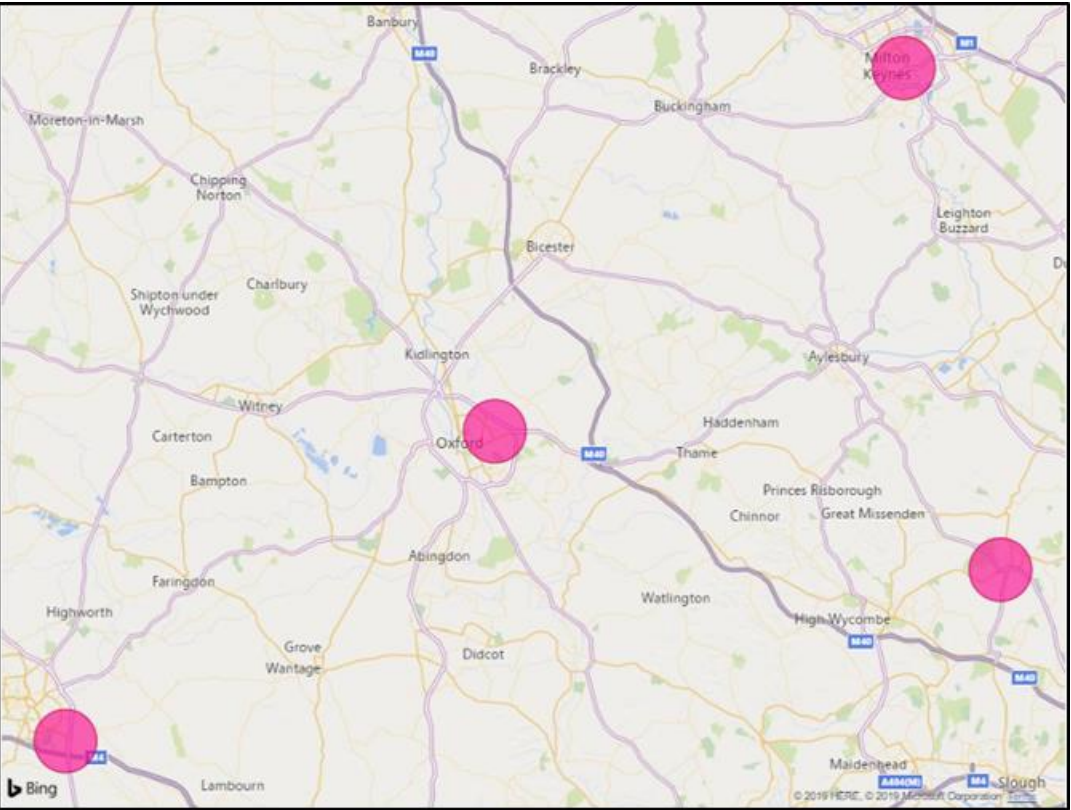 Banbury
M40
M1
Milton
Keynes
Brackley
Buckingham
Moreton-in-Marsh
Chipping
Norton
Leighton
Buzzard
Bicester
Charlbury
Shipton under
Wychwood
Kidlington
Aylesbury
Witney
Haddenham
Carterton
Oxford
M40
Thame
Bampton
Princes Risborough
Chinnor
Great Missenden
Abingdon
Faringdon
Watlington
Highworth
High Wycombe
M40
Grove
Didcot
Wantage
M40
M4
Maidenhead
Lambourn
A404(M)
M4
Slough
Bing
© 2019 HERE, © 2019 Microsoft Corporation